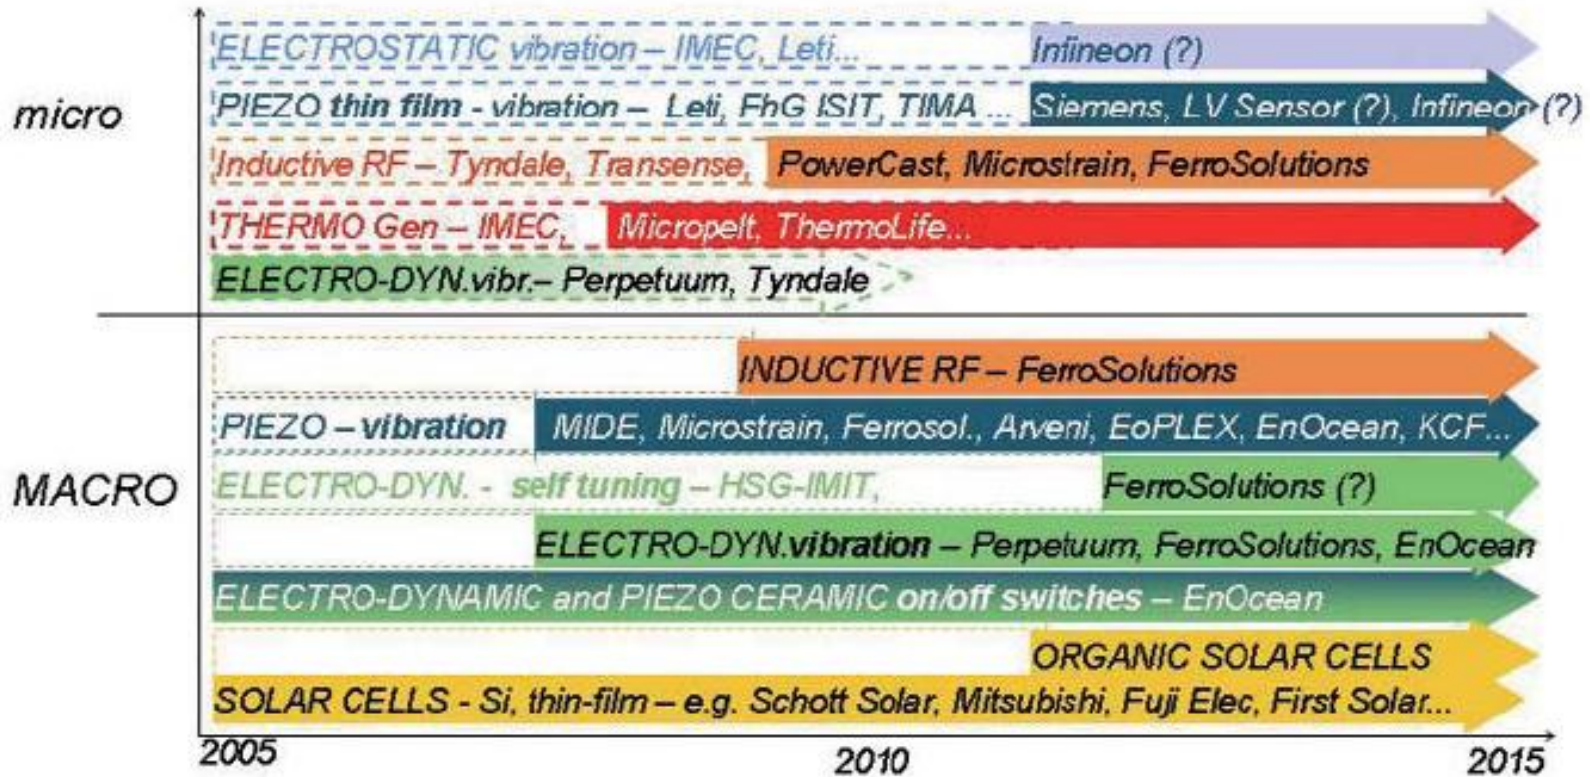 micro
ELECTROSTATIC vibration – IMEC, Leti... Infineon (?)
PIEZO thin film - vibration – Leti, FhG ISIT, TIMA ... Siemens, LV Sensor (?), Infineon (?)
Inductive RF – Tyndale, Transense, PowerCast, Microstrain, FerroSolutions
THERMO Gen – IMEC, Micropelt, ThermoLife...
ELECTRO-DYN.vibr.– Perpetuum, Tyndale
MACRO
INDUCTIVE RF – FerroSolutions
PIEZO – vibration MIDE, Microstrain, Ferrosol., Arveni, EoPLEX, EnOcean, KCF...
ELECTRO-DYN. - self tuning – HSG-IMIT, FerroSolutions (?)
ELECTRO-DYN.vibration – Perpetuum, FerroSolutions, EnOcean
ELECTRO-DYNAMIC and PIEZO CERAMIC on/off switches – EnOcean
ORGANIC SOLAR CELLS
SOLAR CELLS - Si, thin-film – e.g. Schott Solar, Mitsubishi, Fuji Elec, First Solar...
2005 2010 2015